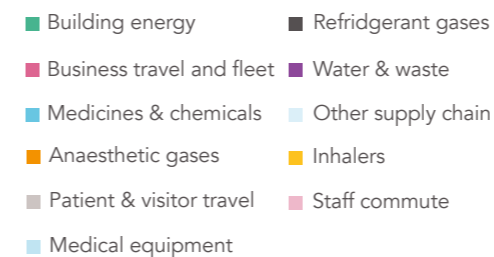 Building energy
Refridgerant gases
Business travel and fleet
Water & waste
Medicines & chemicals
Other supply chain
Anaesthetic gases
Inhalers
Patient & visitor travel
Staff commute
Medical equipment